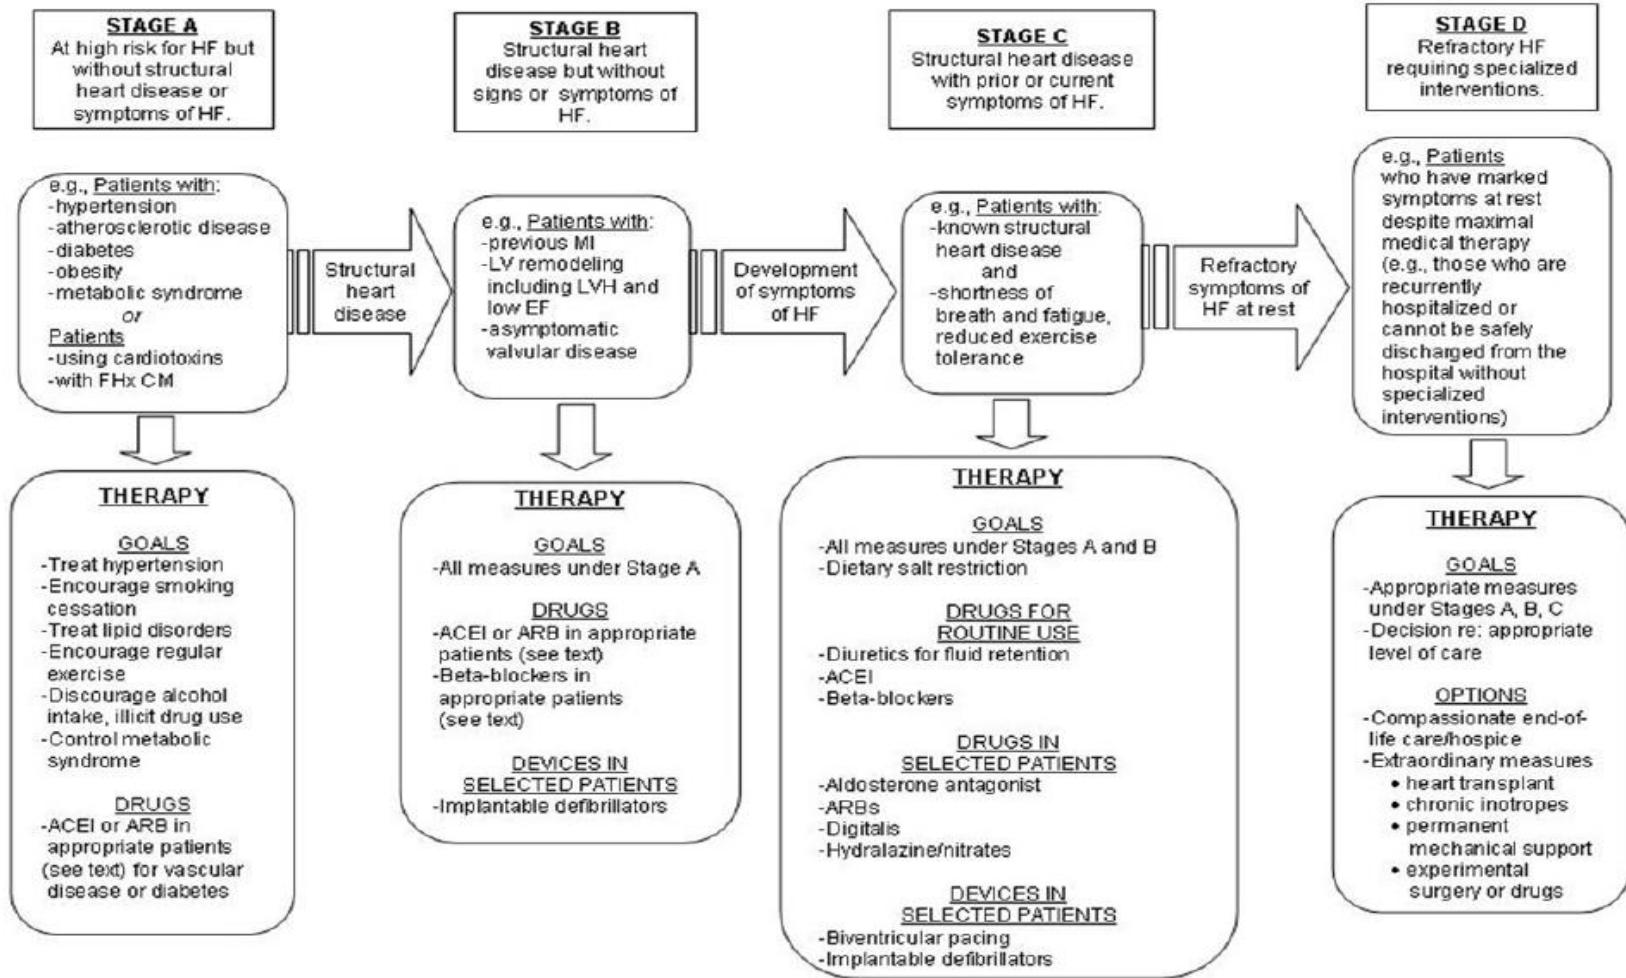 STAGE A
At high risk for HF but
without structural
heart disease or
symptoms of HF.
STAGE B
Structural heart
disease but without
signs or symptoms of
HF.
STAGE C
Structural heart disease
with prior or current
symptoms of HF.
STAGE D
Refractory HF
requiring specialized
interventions.
e.g., Patients with:
-hypertension
-atherosclerotic disease
-diabetes
-obesity
-metabolic syndrome
or
Patients
-using cardiotoxins
-with FHx CM
Structural
heart
disease
e.g., Patients with:
-previous MI
-LV remodeling
including LVH and
low EF
-asymptomatic
valvular disease
Development
of symptoms
of HF
e.g., Patients with:
-known structural
heart disease
and
-shortness of
breath and fatigue,
reduced exercise
tolerance
Refractory
symptoms of
HF at rest
e.g., Patients
who have marked
symptoms at rest
despite maximal
medical therapy
(e.g., those who are
recurrently
hospitalized or
cannot be safely
discharged from the
hospital without
specialized
interventions)
THERAPY
GOALS
-Treat hypertension
-Encourage smoking
cessation
-Treat lipid disorders
-Encourage regular
exercise
-Discourage alcohol
intake, illicit drug use
-Control metabolic
syndrome
DRUGS
-ACEI or ARB in
appropriate patients
(see text) for vascular
disease or diabetes
THERAPY
GOALS
-All measures under Stage A
DRUGS
-ACEI or ARB in appropriate
patients (see text)
-Beta-blockers in
appropriate patients
(see text)
DEVICES IN
SELECTED PATIENTS
-Implantable defibrillators
THERAPY
GOALS
-All measures under Stages A and B
-Dietary salt restriction
DRUGS FOR
ROUTINE USE
-Diuretics for fluid retention
-ACEI
-Beta-blockers
DRUGS IN
SELECTED PATIENTS
-Aldosterone antagonist
-ARBs
-Digitalis
-Hydralazine/nitrates
DEVICES IN
SELECTED PATIENTS
-Biventricular pacing
-Implantable defibrillators
THERAPY
GOALS
-Appropriate measures
under Stages A, B, C
-Decision re: appropriate
level of care
OPTIONS
-Compassionate end-of-
life care/hospice
-Extraordinary measures
• heart transplant
• chronic inotropes
• permanent
mechanical support
• experimental
surgery or drugs